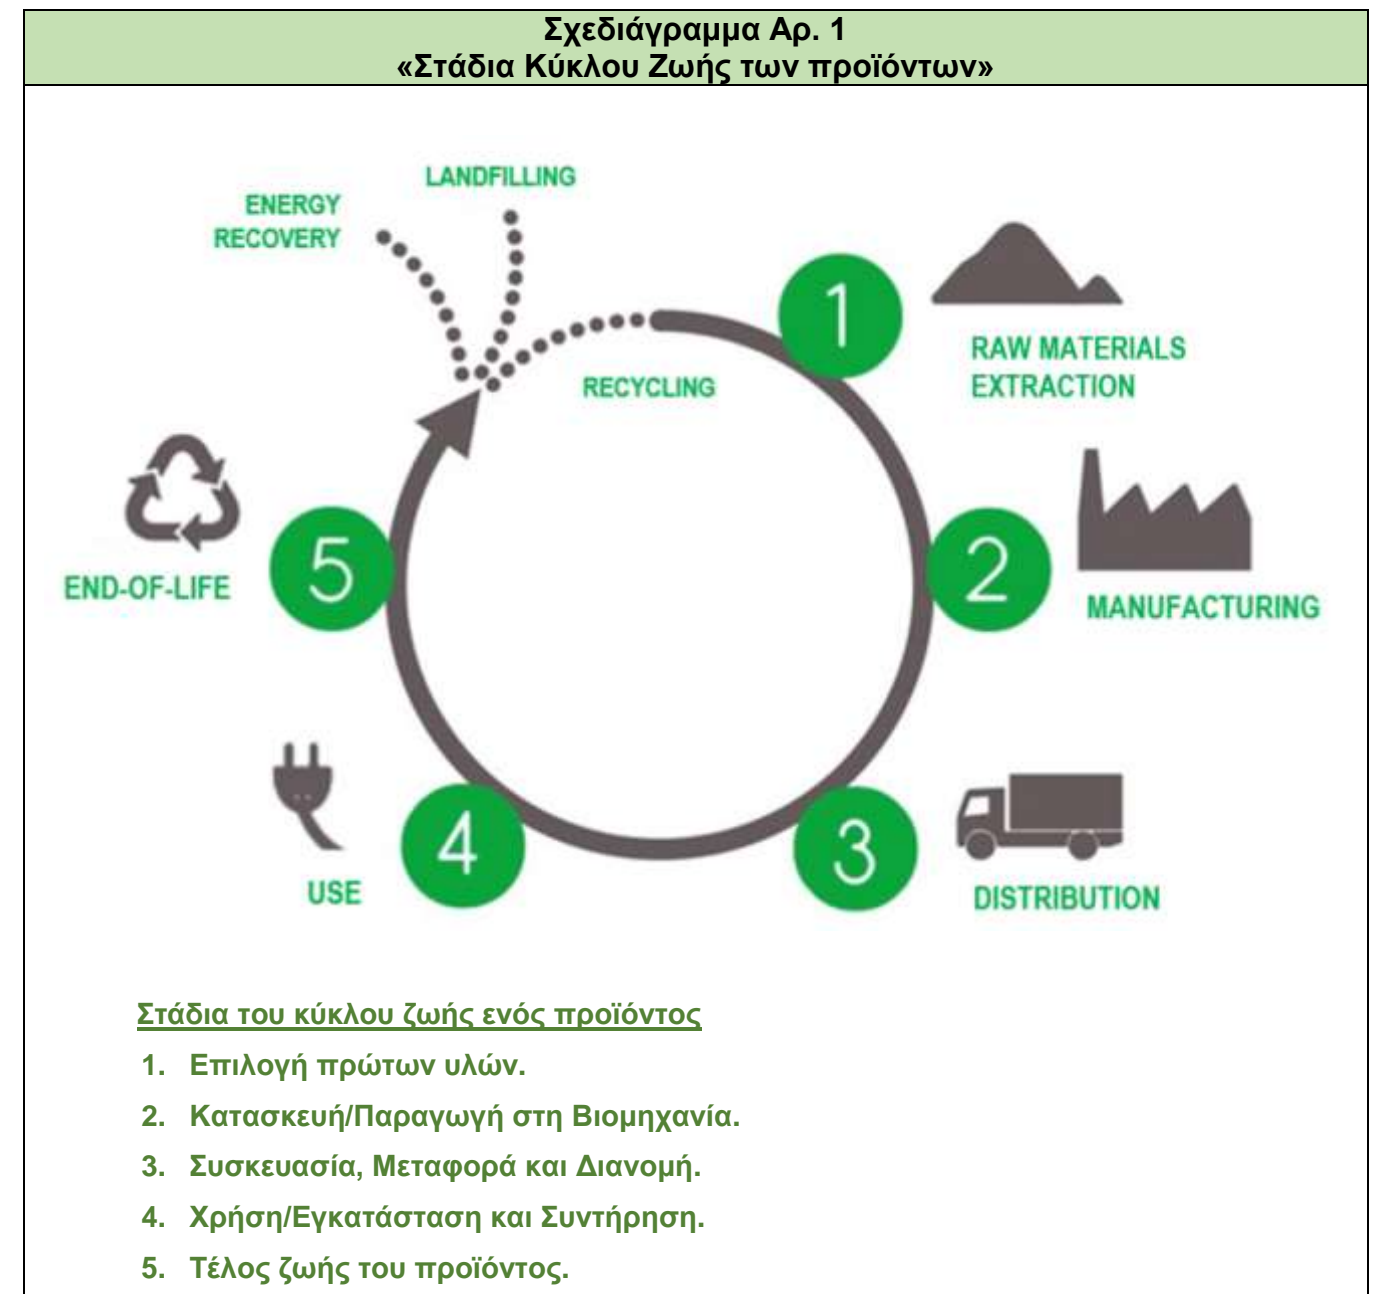 Σχεδιάγραμμα Αρ. 1
«Στάδια Κύκλου Ζωής των προϊόντων»
LANDFILLING
ENERGY
RECOVERY
1
RAW MATERIALS
EXTRACTION
RECYCLING
2
MANUFACTURING
5
END-OF-LIFE
4
USE
3
DISTRIBUTION
Στάδια του κύκλου ζωής ενός προϊόντος
1. Επιλογή πρώτων υλών.
2. Κατασκευή/Παραγωγή στη Βιομηχανία.
3. Συσκευασία, Μεταφορά και Διανομή.
4. Χρήση/Εγκατάσταση και Συντήρηση.
5. Τέλος ζωής του προϊόντος.